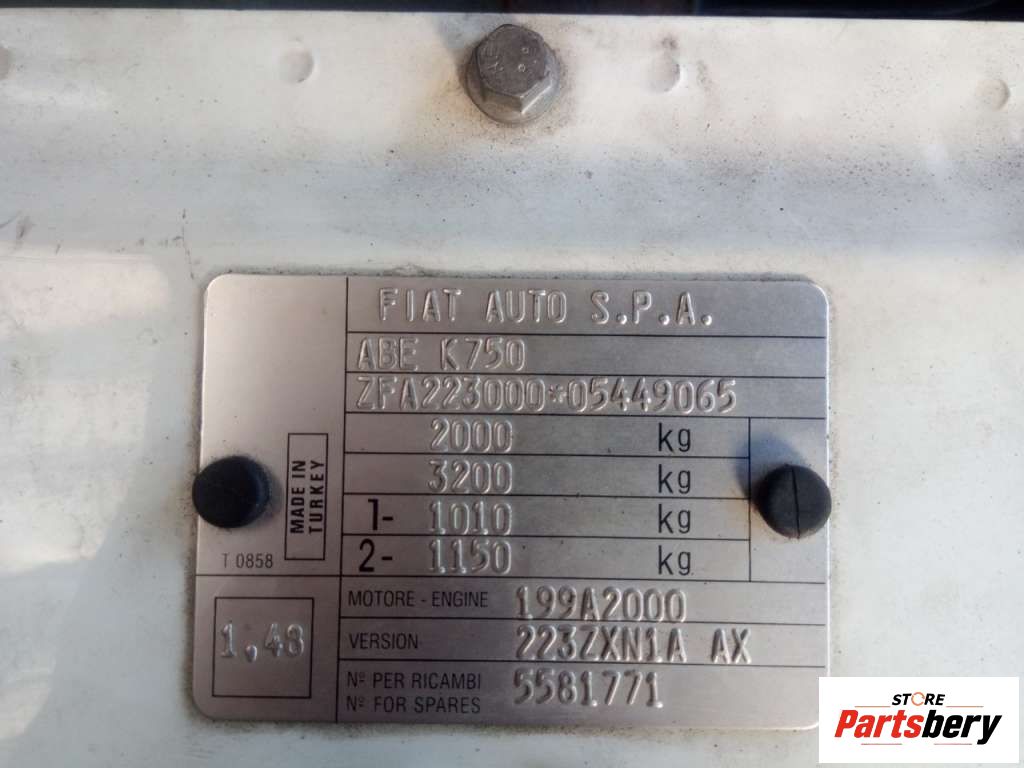 FIAT AUTO S.P.A.
ABE K750
ZFA223000*05449065
2000 kg
3200 kg
1- 1010 kg
2- 1150 kg
MADE IN
TURKEY
T 0858
1.48
MOTORE - ENGINE 199A2000
VERSION 223ZXN1A AX
Nº PER RICAMBI 5581771
Nº FOR SPARES
STORE
Partsbery